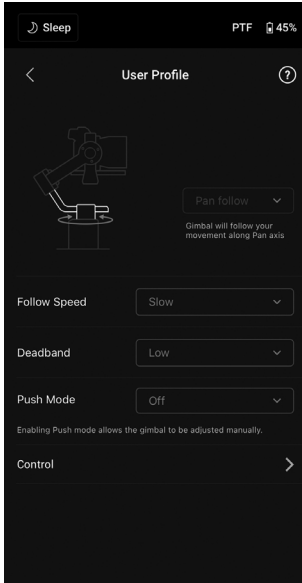 Sleep PTF 45%
User Profile ?
Pan follow
Gimbal will follow your
movement along Pan axis
Follow Speed Slow
Deadband Low
Push Mode Off
Enabling Push mode allows the gimbal to be adjusted manually.
Control